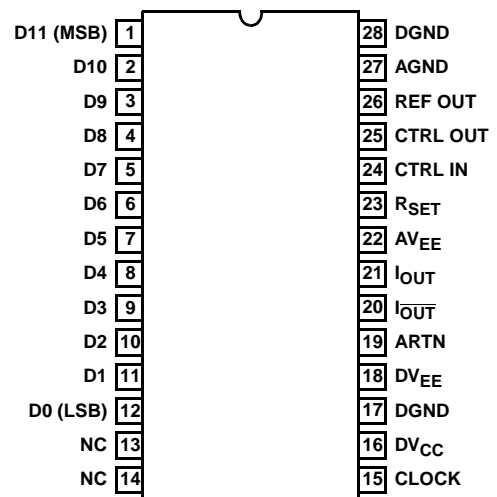 D11 (MSB) 1 28 DGND
D10 2 27 AGND
D9 3 26 REF OUT
D8 4 25 CTRL OUT
D7 5 24 CTRL IN
D6 6 23 RSET
D5 7 22 AVEE
D4 8 21 IOUT
D3 9 20 I̅O̅U̅T̅
D2 10 19 ARTN
D1 11 18 DVEE
D0 (LSB) 12 17 DGND
NC 13 16 DVCC
NC 14 15 CLOCK